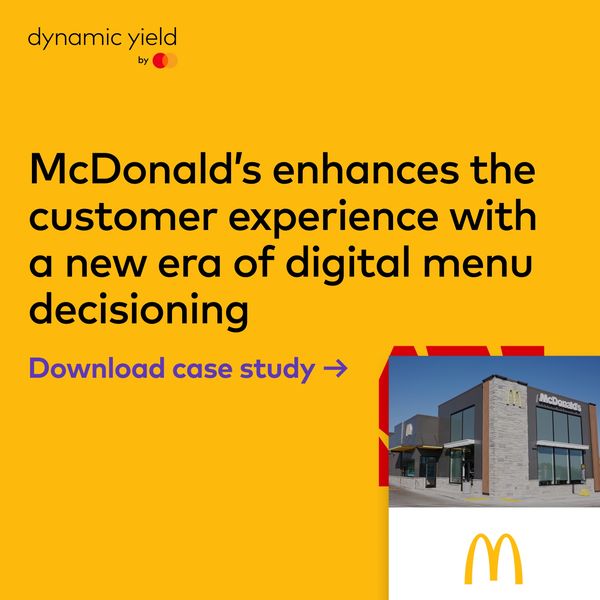 dynamic yield
by
McDonald's enhances the
customer experience with
a new era of digital menu
decisioning
Download case study →
McDonald's